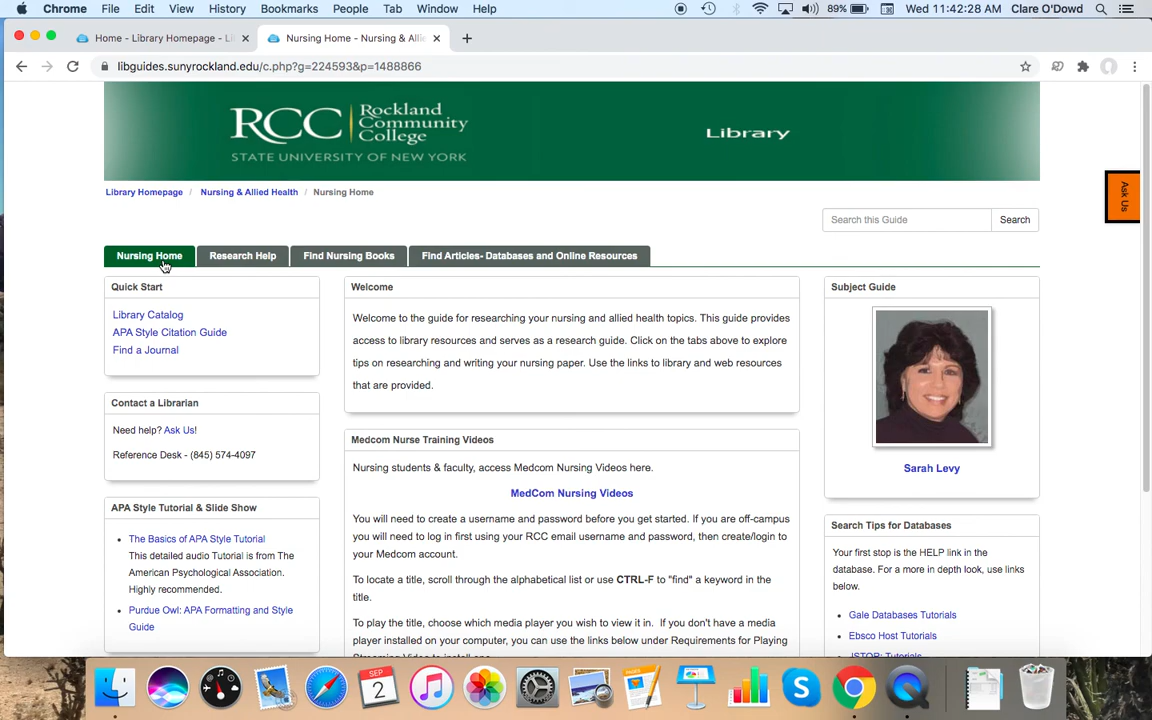 Chrome File Edit View History Bookmarks People Tab Window Help 89% Wed 11:42:28 AM Clare O'Dowd
Home - Library Homepage - Li Nursing Home - Nursing & Alli
libguides.sunyrockland.edu/c.php?g=224593&p=1488866
RCC Rockland
Community
College
STATE UNIVERSITY OF NEW YORK
Library
Ask Us
Library Homepage / Nursing & Allied Health / Nursing Home
Search this Guide Search
Nursing Home Research Help Find Nursing Books Find Articles- Databases and Online Resources
Quick Start
Library Catalog
APA Style Citation Guide
Find a Journal
Contact a Librarian
Need help? Ask Us!
Reference Desk - (845) 574-4097
APA Style Tutorial & Slide Show
The Basics of APA Style Tutorial
This detailed audio Tutorial is from The
American Psychological Association.
Highly recommended.
Purdue Owl: APA Formatting and Style
Guide
Welcome
Welcome to the guide for researching your nursing and allied health topics. This guide provides
access to library resources and serves as a research guide. Click on the tabs above to explore
tips on researching and writing your nursing paper. Use the links to library and web resources
that are provided.
Medcom Nurse Training Videos
Nursing students & faculty, access Medcom Nursing Videos here.
MedCom Nursing Videos
You will need to create a username and password before you get started. If you are off-campus
you will need to log in first using your RCC email username and password, then create/login to
your Medcom account.
To locate a title, scroll through the alphabetical list or use CTRL-F to "find" a keyword in the
title.
To play the title, choose which media player you wish to view it in. If you don't have a media
player installed on your computer, you can use the links below under Requirements for Playing
Streaming Video to install one.
Subject Guide
Sarah Levy
Search Tips for Databases
Your first stop is the HELP link in the
database. For a more in depth look, use links
below.
Gale Databases Tutorials
Ebsco Host Tutorials
JSTOR: Tutorials
SEP
2